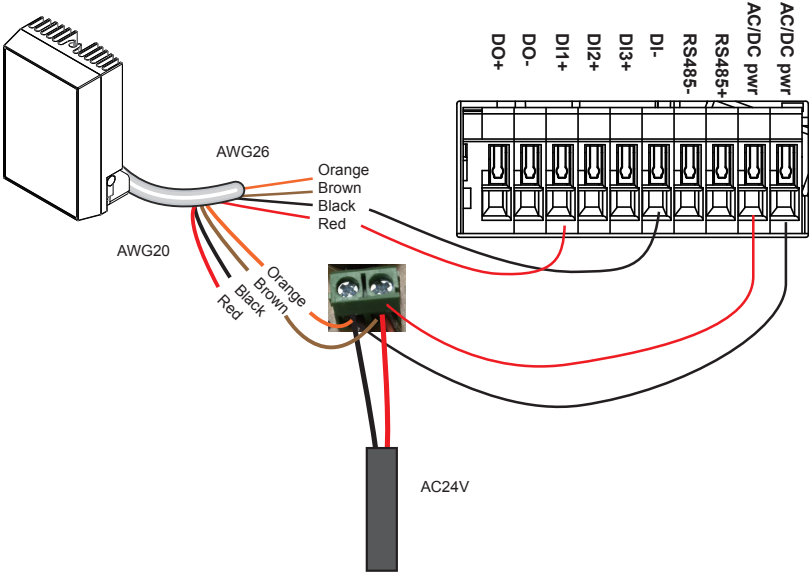 DO+
DO-
DI1+
DI2+
DI3+
DI-
RS485-
RS485+
AC/DC pwr
AC/DC pwr
AWG26
Orange
Brown
Black
Red
AWG20
Orange
Brown
Black
Red
AC24V